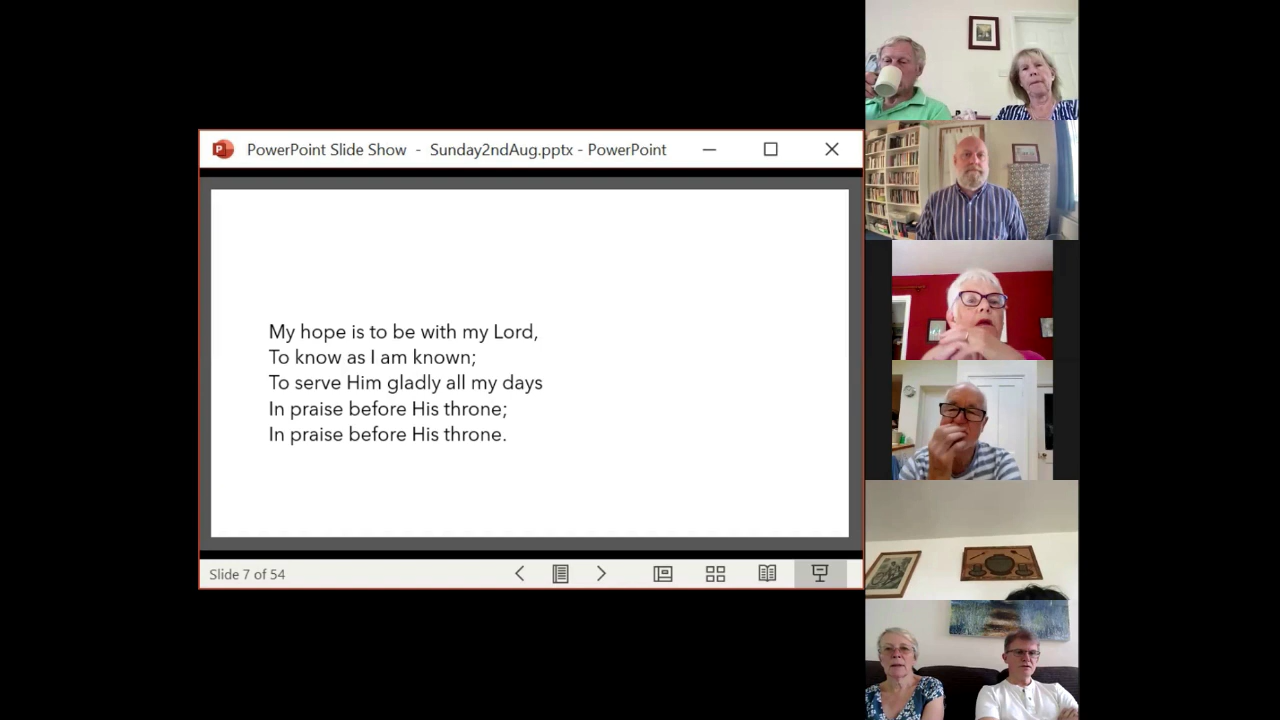 PowerPoint Slide Show - Sunday2ndAug.pptx - PowerPoint
My hope is to be with my Lord,
To know as I am known;
To serve Him gladly all my days
In praise before His throne;
In praise before His throne.
Slide 7 of 54